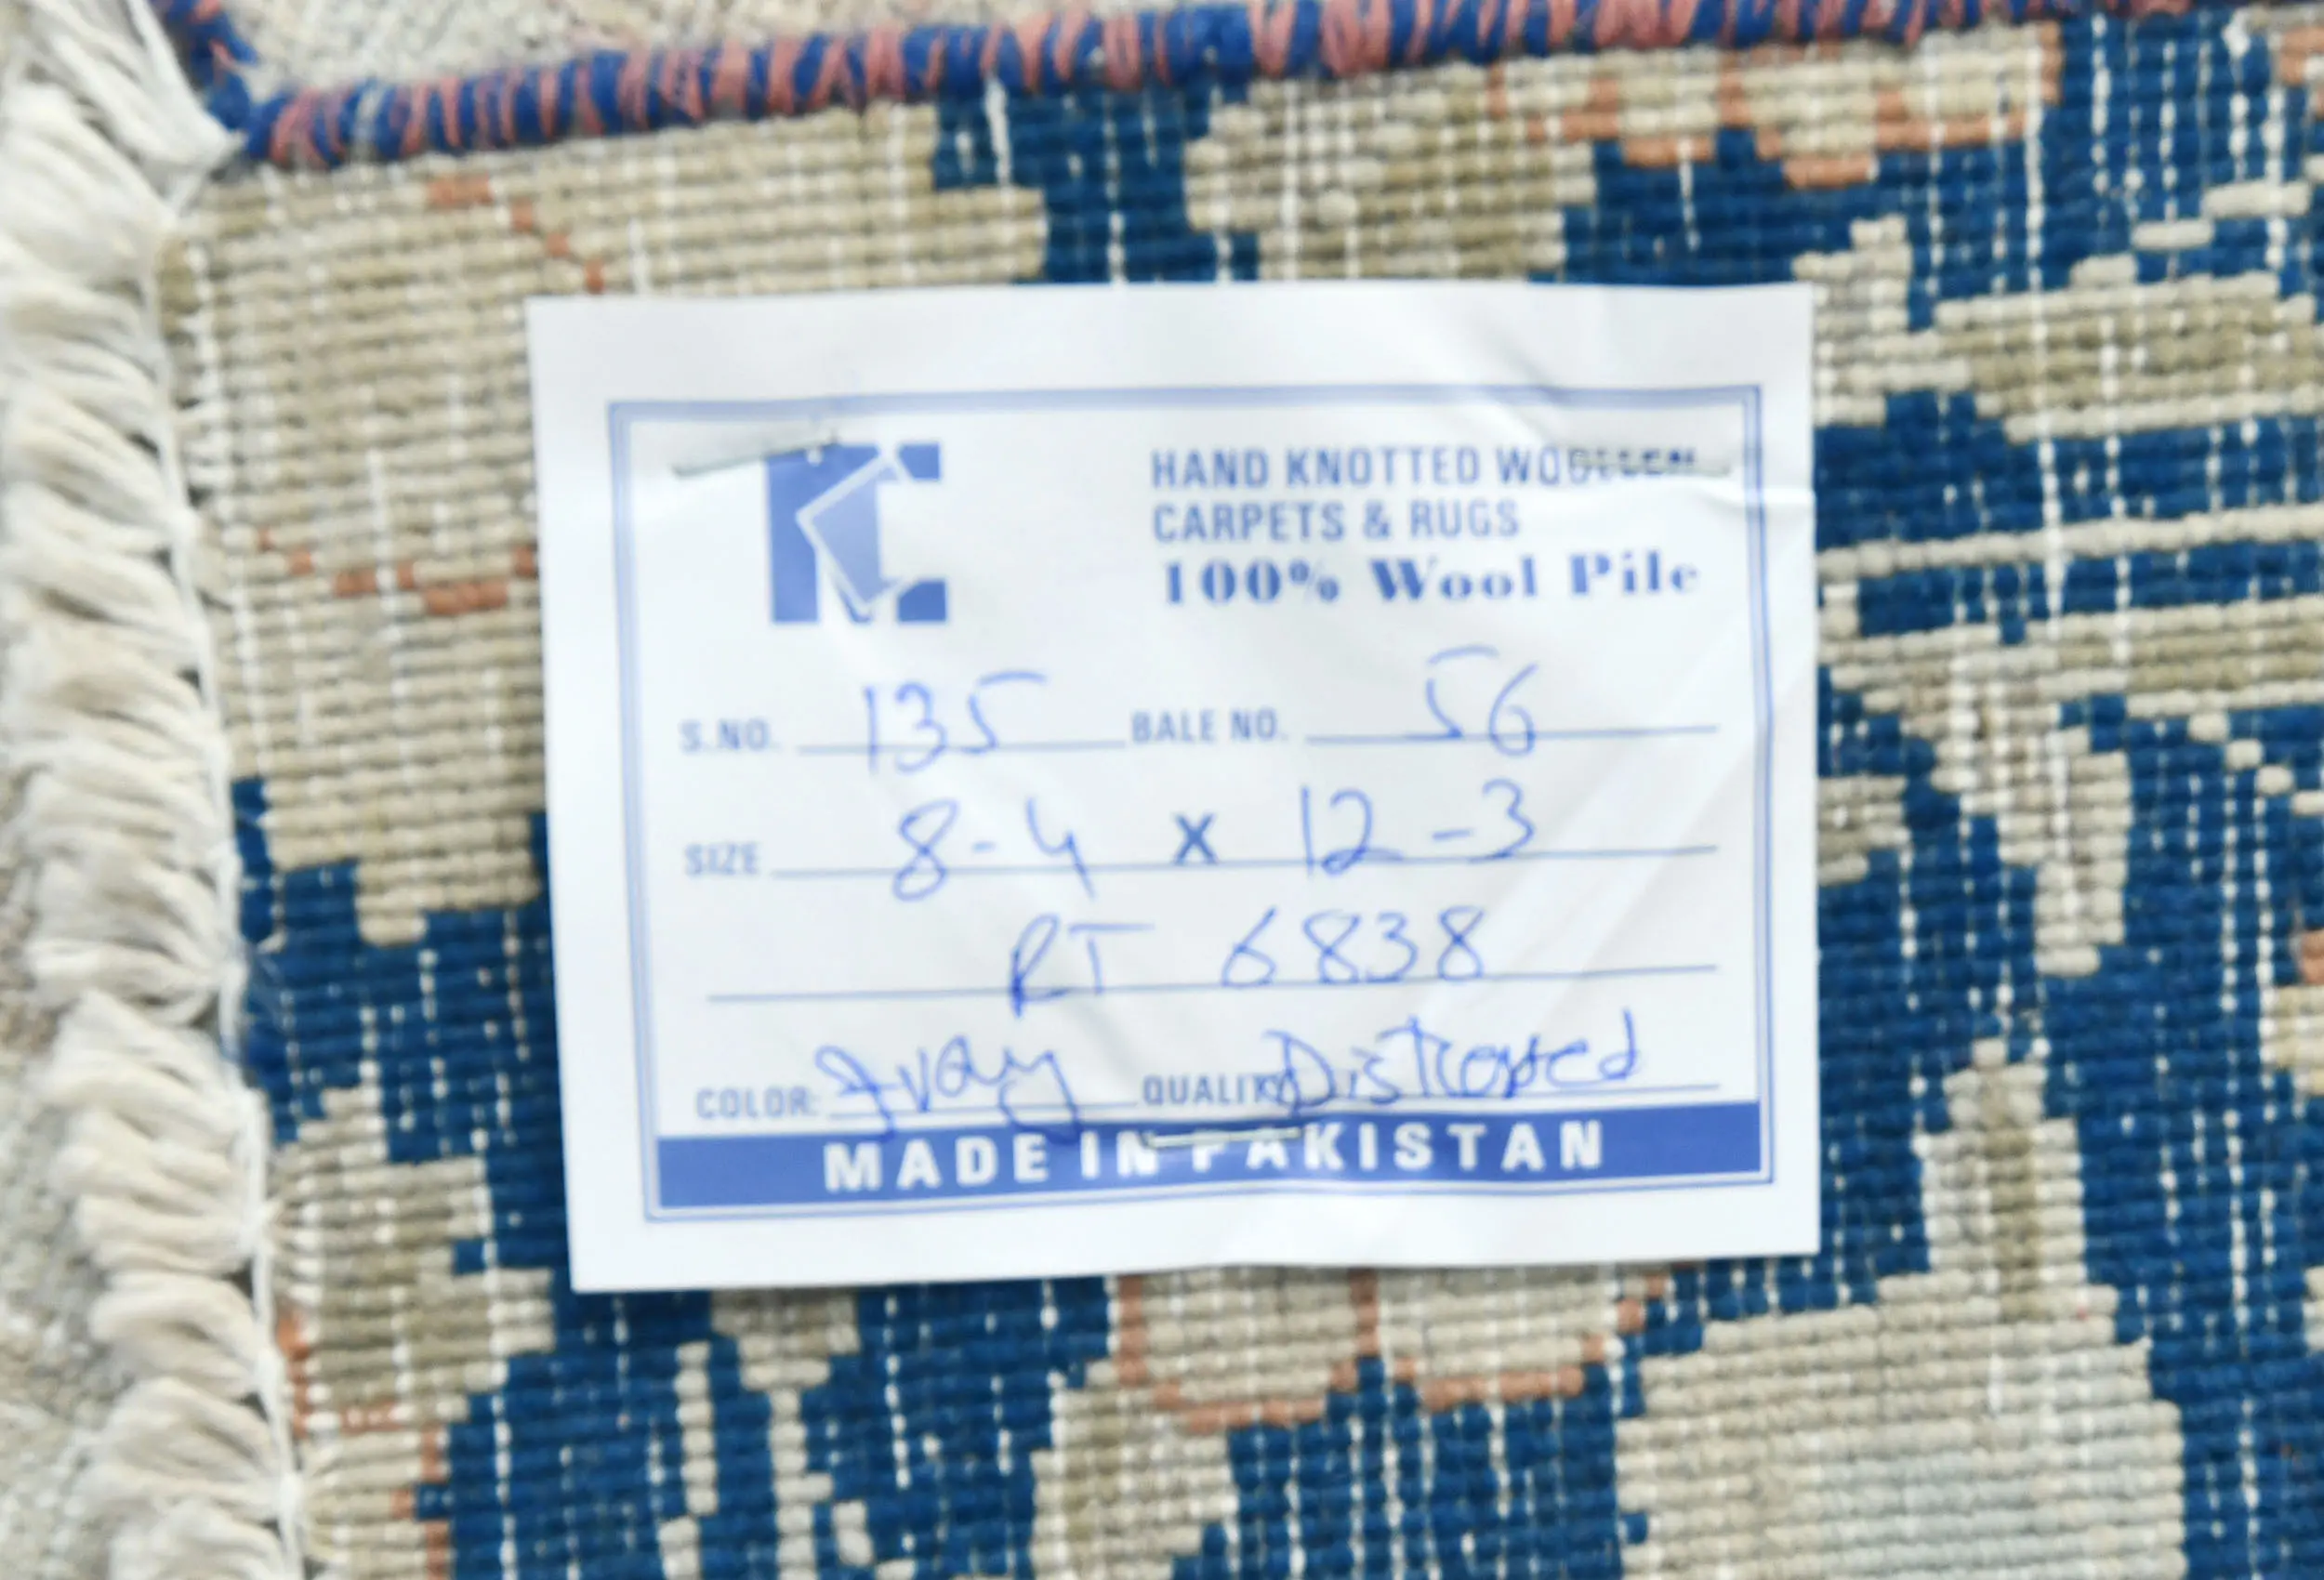 KC
HAND KNOTTED WOOLLEN
CARPETS & RUGS
100% Wool Pile
S.NO. 135 BALE NO. 56
SIZE 8-4 X 12-3
RT 6838
COLOR: Ivory QUALITY Distressed
MADE IN PAKISTAN